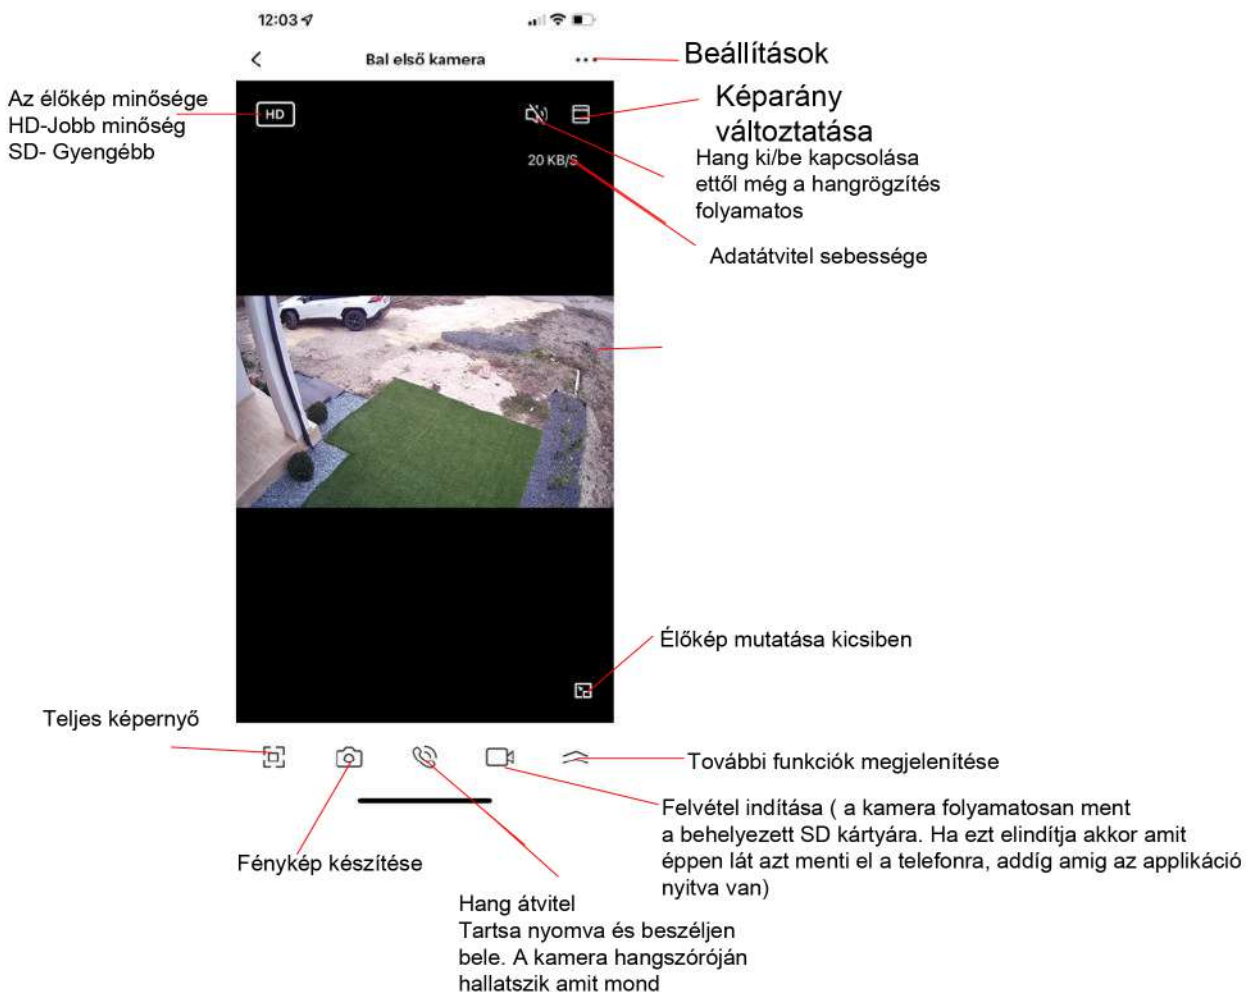 12:03
Bal első kamera
Beállítások
Az élőkép minősége
HD-Jobb minőség
SD- Gyengébb
HD
Képarány
változtatása
20 KB/S
Hang ki/be kapcsolása
ettől még a hangrögzítés
folyamatos
Adatátvitel sebessége
Élőkép mutatása kicsiben
Teljes képernyő
További funkciók megjelenítése
Felvétel indítása ( a kamera folyamatosan ment
a behelyezett SD kártyára. Ha ezt elindítja akkor amit
éppen lát azt menti el a telefonra, addíg amig az applikáció
nyitva van)
Fénykép készítése
Hang átvitel
Tartsa nyomva és beszéljen
bele. A kamera hangszóróján
hallatszik amit mond